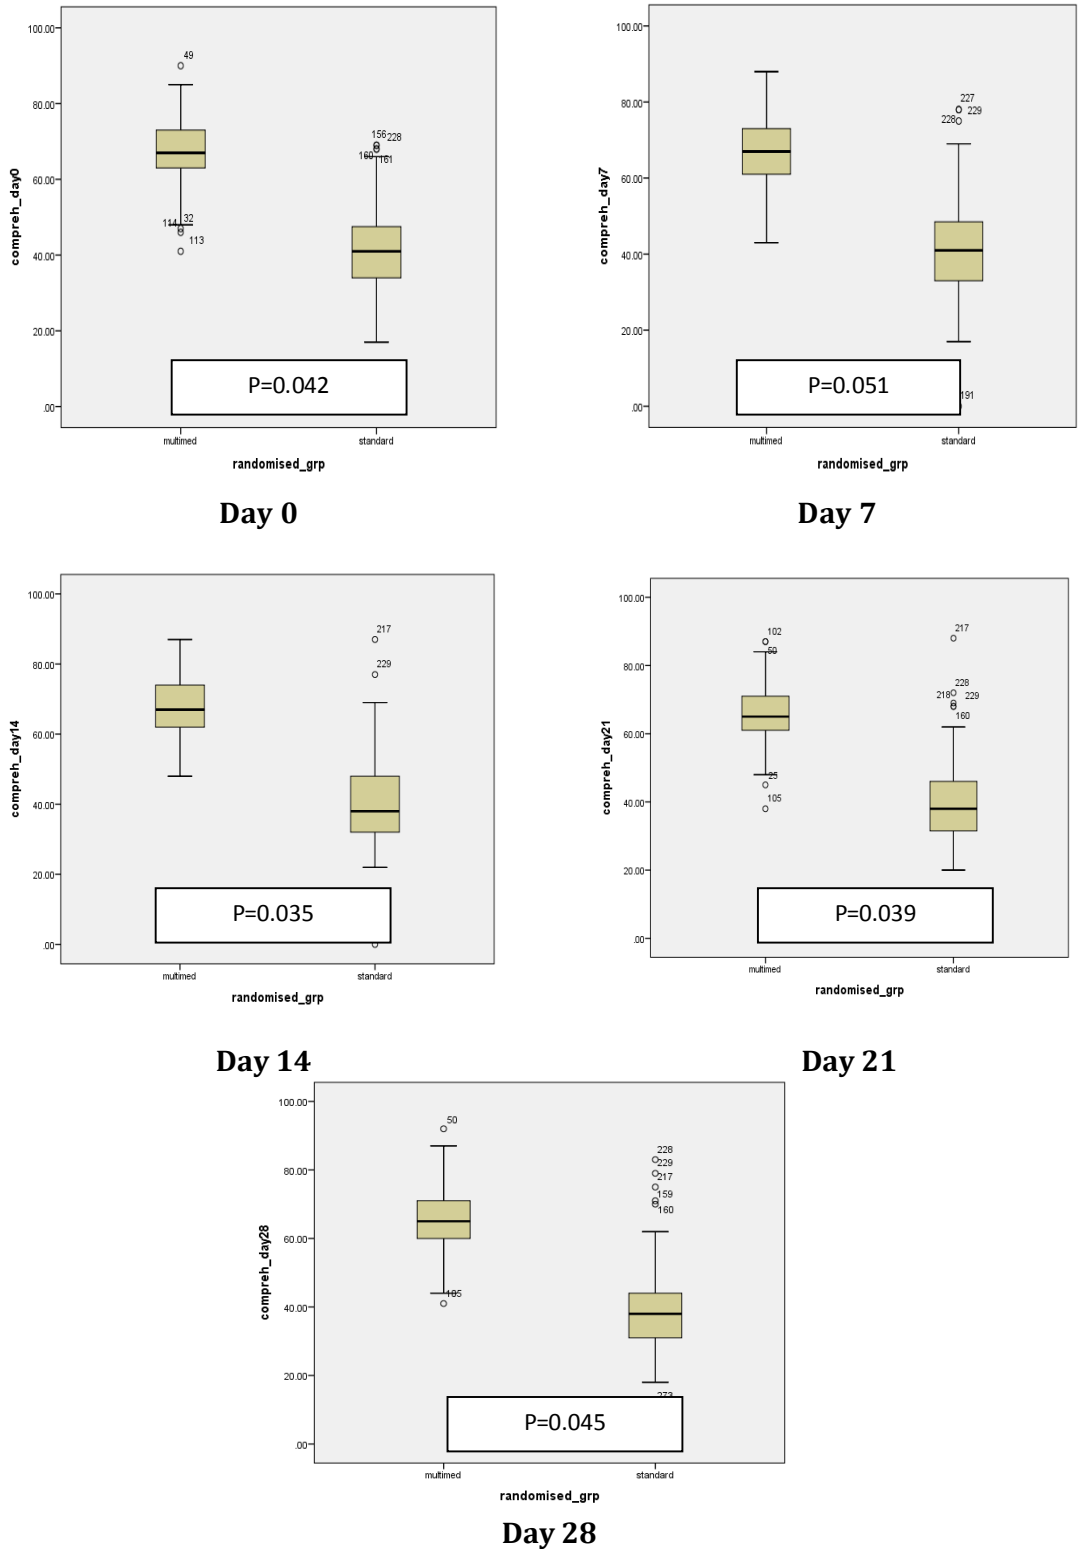 100.00
80.00
60.00
40.00
20.00
.00
compreh_day0
49
114 32
113
156 228
160 161
P=0.042
multimed standard
randomised_grp
Day 0
100.00
80.00
60.00
40.00
20.00
.00
compreh_day7
227
228 229
191
P=0.051
multimed standard
randomised_grp
Day 7
100.00
80.00
60.00
40.00
20.00
.00
compreh_day14
217
229
P=0.035
multimed standard
randomised_grp
Day 14
100.00
80.00
60.00
40.00
20.00
.00
compreh_day21
102
50
25
105
217
228
218 229
160
P=0.039
multimed standard
randomised_grp
Day 21
100.00
80.00
60.00
40.00
20.00
.00
compreh_day28
50
228
229
217
159
160
P=0.045
multimed standard
randomised_grp
Day 28